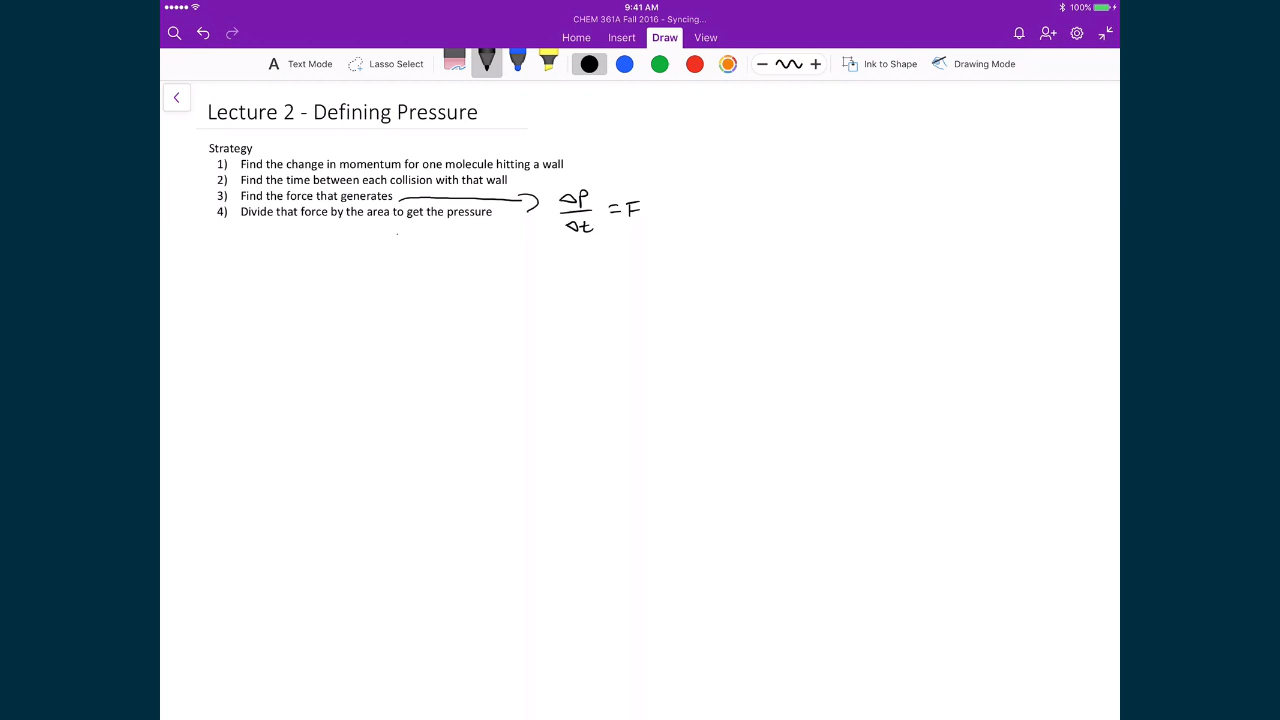 9:41 AM
100%
CHEM 361A Fall 2016 - Syncing...
Home Insert Draw View
A Text Mode Lasso Select Ink to Shape Drawing Mode
Lecture 2 - Defining Pressure
Strategy
1) Find the change in momentum for one molecule hitting a wall
2) Find the time between each collision with that wall
3) Find the force that generates
4) Divide that force by the area to get the pressure
Δp
Δt
= F